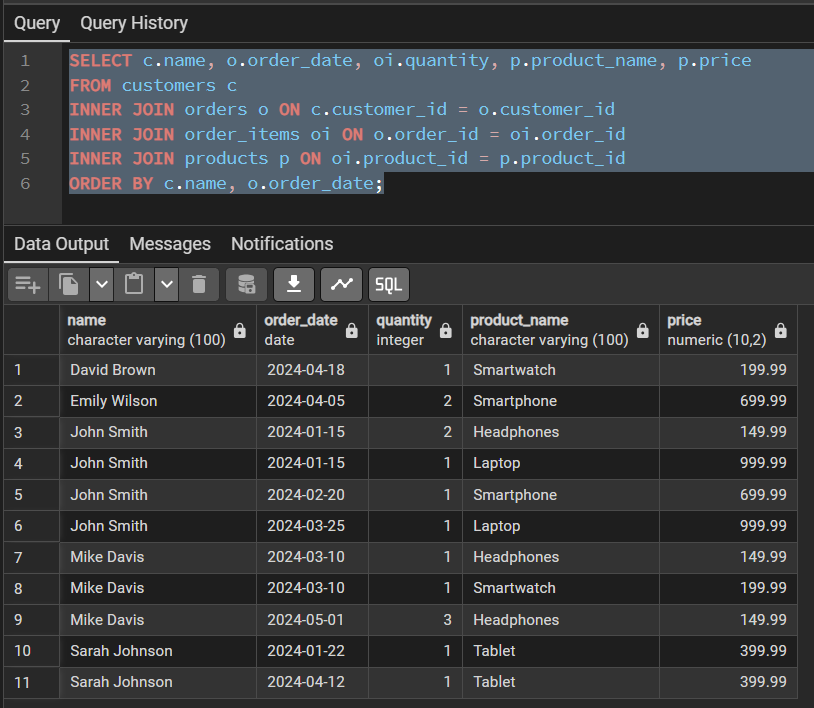 Query Query History
1 SELECT c.name, o.order_date, oi.quantity, p.product_name, p.price
2 FROM customers c
3 INNER JOIN orders o ON c.customer_id = o.customer_id
4 INNER JOIN order_items oi ON o.order_id = oi.order_id
5 INNER JOIN products p ON oi.product_id = p.product_id
6 ORDER BY c.name, o.order_date;
Data Output Messages Notifications
SQL
name order_date quantity product_name price
character varying (100) date integer character varying (100) numeric (10,2)
1 David Brown 2024-04-18 1 Smartwatch 199.99
2 Emily Wilson 2024-04-05 2 Smartphone 699.99
3 John Smith 2024-01-15 2 Headphones 149.99
4 John Smith 2024-01-15 1 Laptop 999.99
5 John Smith 2024-02-20 1 Smartphone 699.99
6 John Smith 2024-03-25 1 Laptop 999.99
7 Mike Davis 2024-03-10 1 Headphones 149.99
8 Mike Davis 2024-03-10 1 Smartwatch 199.99
9 Mike Davis 2024-05-01 3 Headphones 149.99
10 Sarah Johnson 2024-01-22 1 Tablet 399.99
11 Sarah Johnson 2024-04-12 1 Tablet 399.99